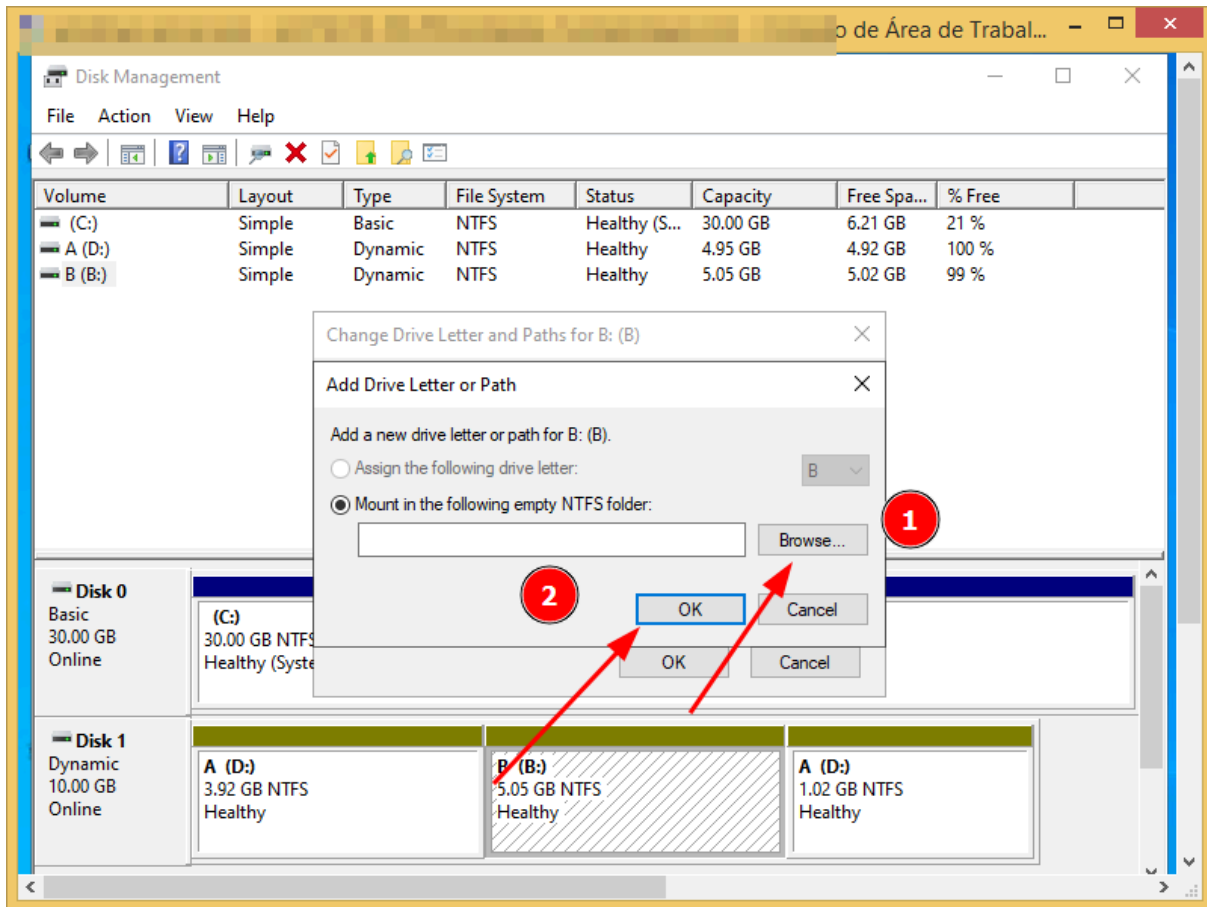 o de Área de Trabal...
Disk Management
File Action View Help
Volume Layout Type File System Status Capacity Free Spa... % Free
(C:) Simple Basic NTFS Healthy (S... 30.00 GB 6.21 GB 21 %
A (D:) Simple Dynamic NTFS Healthy 4.95 GB 4.92 GB 100 %
B (B:) Simple Dynamic NTFS Healthy 5.05 GB 5.02 GB 99 %
Change Drive Letter and Paths for B: (B)
Add Drive Letter or Path
Add a new drive letter or path for B: (B).
Assign the following drive letter: B
Mount in the following empty NTFS folder:
Browse...
1
2
OK Cancel
OK Cancel
Disk 0
Basic
30.00 GB
Online
(C:)
30.00 GB NTFS
Healthy (Syste
Disk 1
Dynamic
10.00 GB
Online
A (D:)
3.92 GB NTFS
Healthy
B (B:)
5.05 GB NTFS
Healthy
A (D:)
1.02 GB NTFS
Healthy